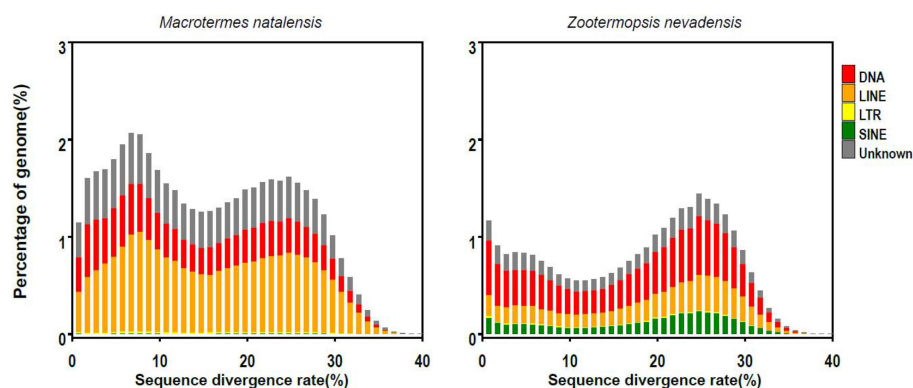 Macrotermes natalensis
Zootermopsis nevadensis
Percentage of genome(%)
3
2
1
0
0 10 20 30 40
Sequence divergence rate(%)
3
2
1
0
0 10 20 30 40
Sequence divergence rate(%)
DNA
LINE
LTR
SINE
Unknown